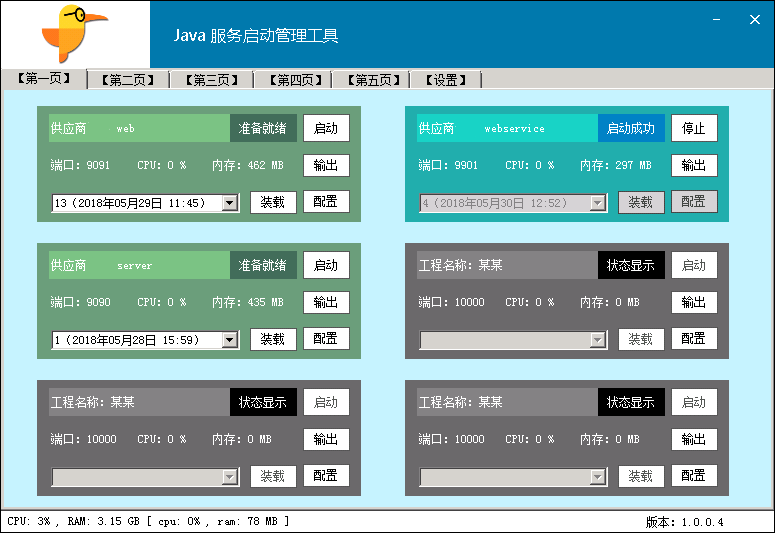 Java 服务启动管理工具
【第一页】 【第二页】 【第三页】 【第四页】 【第五页】 【设置】
供应商 web 准备就绪 启动
端口: 9091 CPU: 0 % 内存: 462 MB 输出
13 (2018年05月29日 11:45) 装载 配置
供应商 webservice 启动成功 停止
端口: 9901 CPU: 0 % 内存: 297 MB 输出
4 (2018年05月30日 12:52) 装载 配置
供应商 server 准备就绪 启动
端口: 9090 CPU: 0 % 内存: 435 MB 输出
1 (2018年05月28日 15:59) 装载 配置
工程名称: 某某 状态显示 启动
端口: 10000 CPU: 0 % 内存: 0 MB 输出
装载 配置
工程名称: 某某 状态显示 启动
端口: 10000 CPU: 0 % 内存: 0 MB 输出
装载 配置
工程名称: 某某 状态显示 启动
端口: 10000 CPU: 0 % 内存: 0 MB 输出
装载 配置
CPU: 3% , RAM: 3.15 GB [ cpu: 0% , ram: 78 MB ] 版本: 1.0.0.4